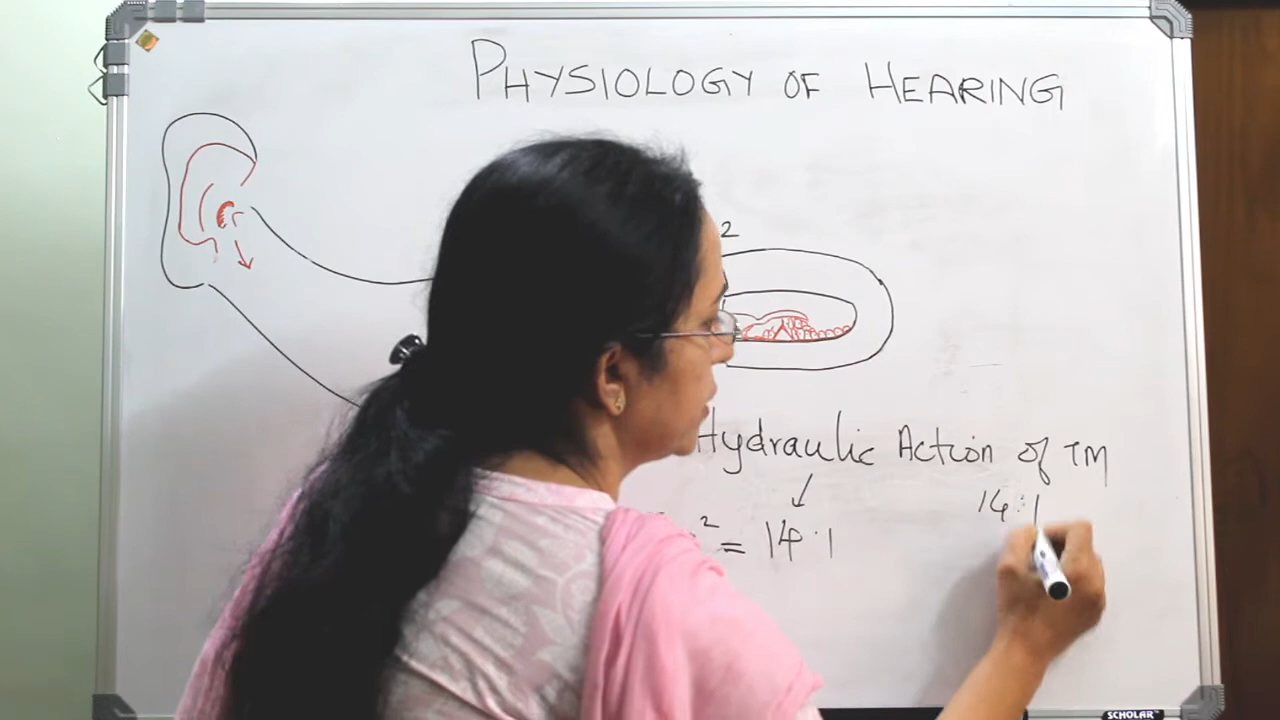 PHYSIOLOGY OF HEARING
2
Hydraulic Action of TM
14:1
2 = 14:1
SCHOLAR